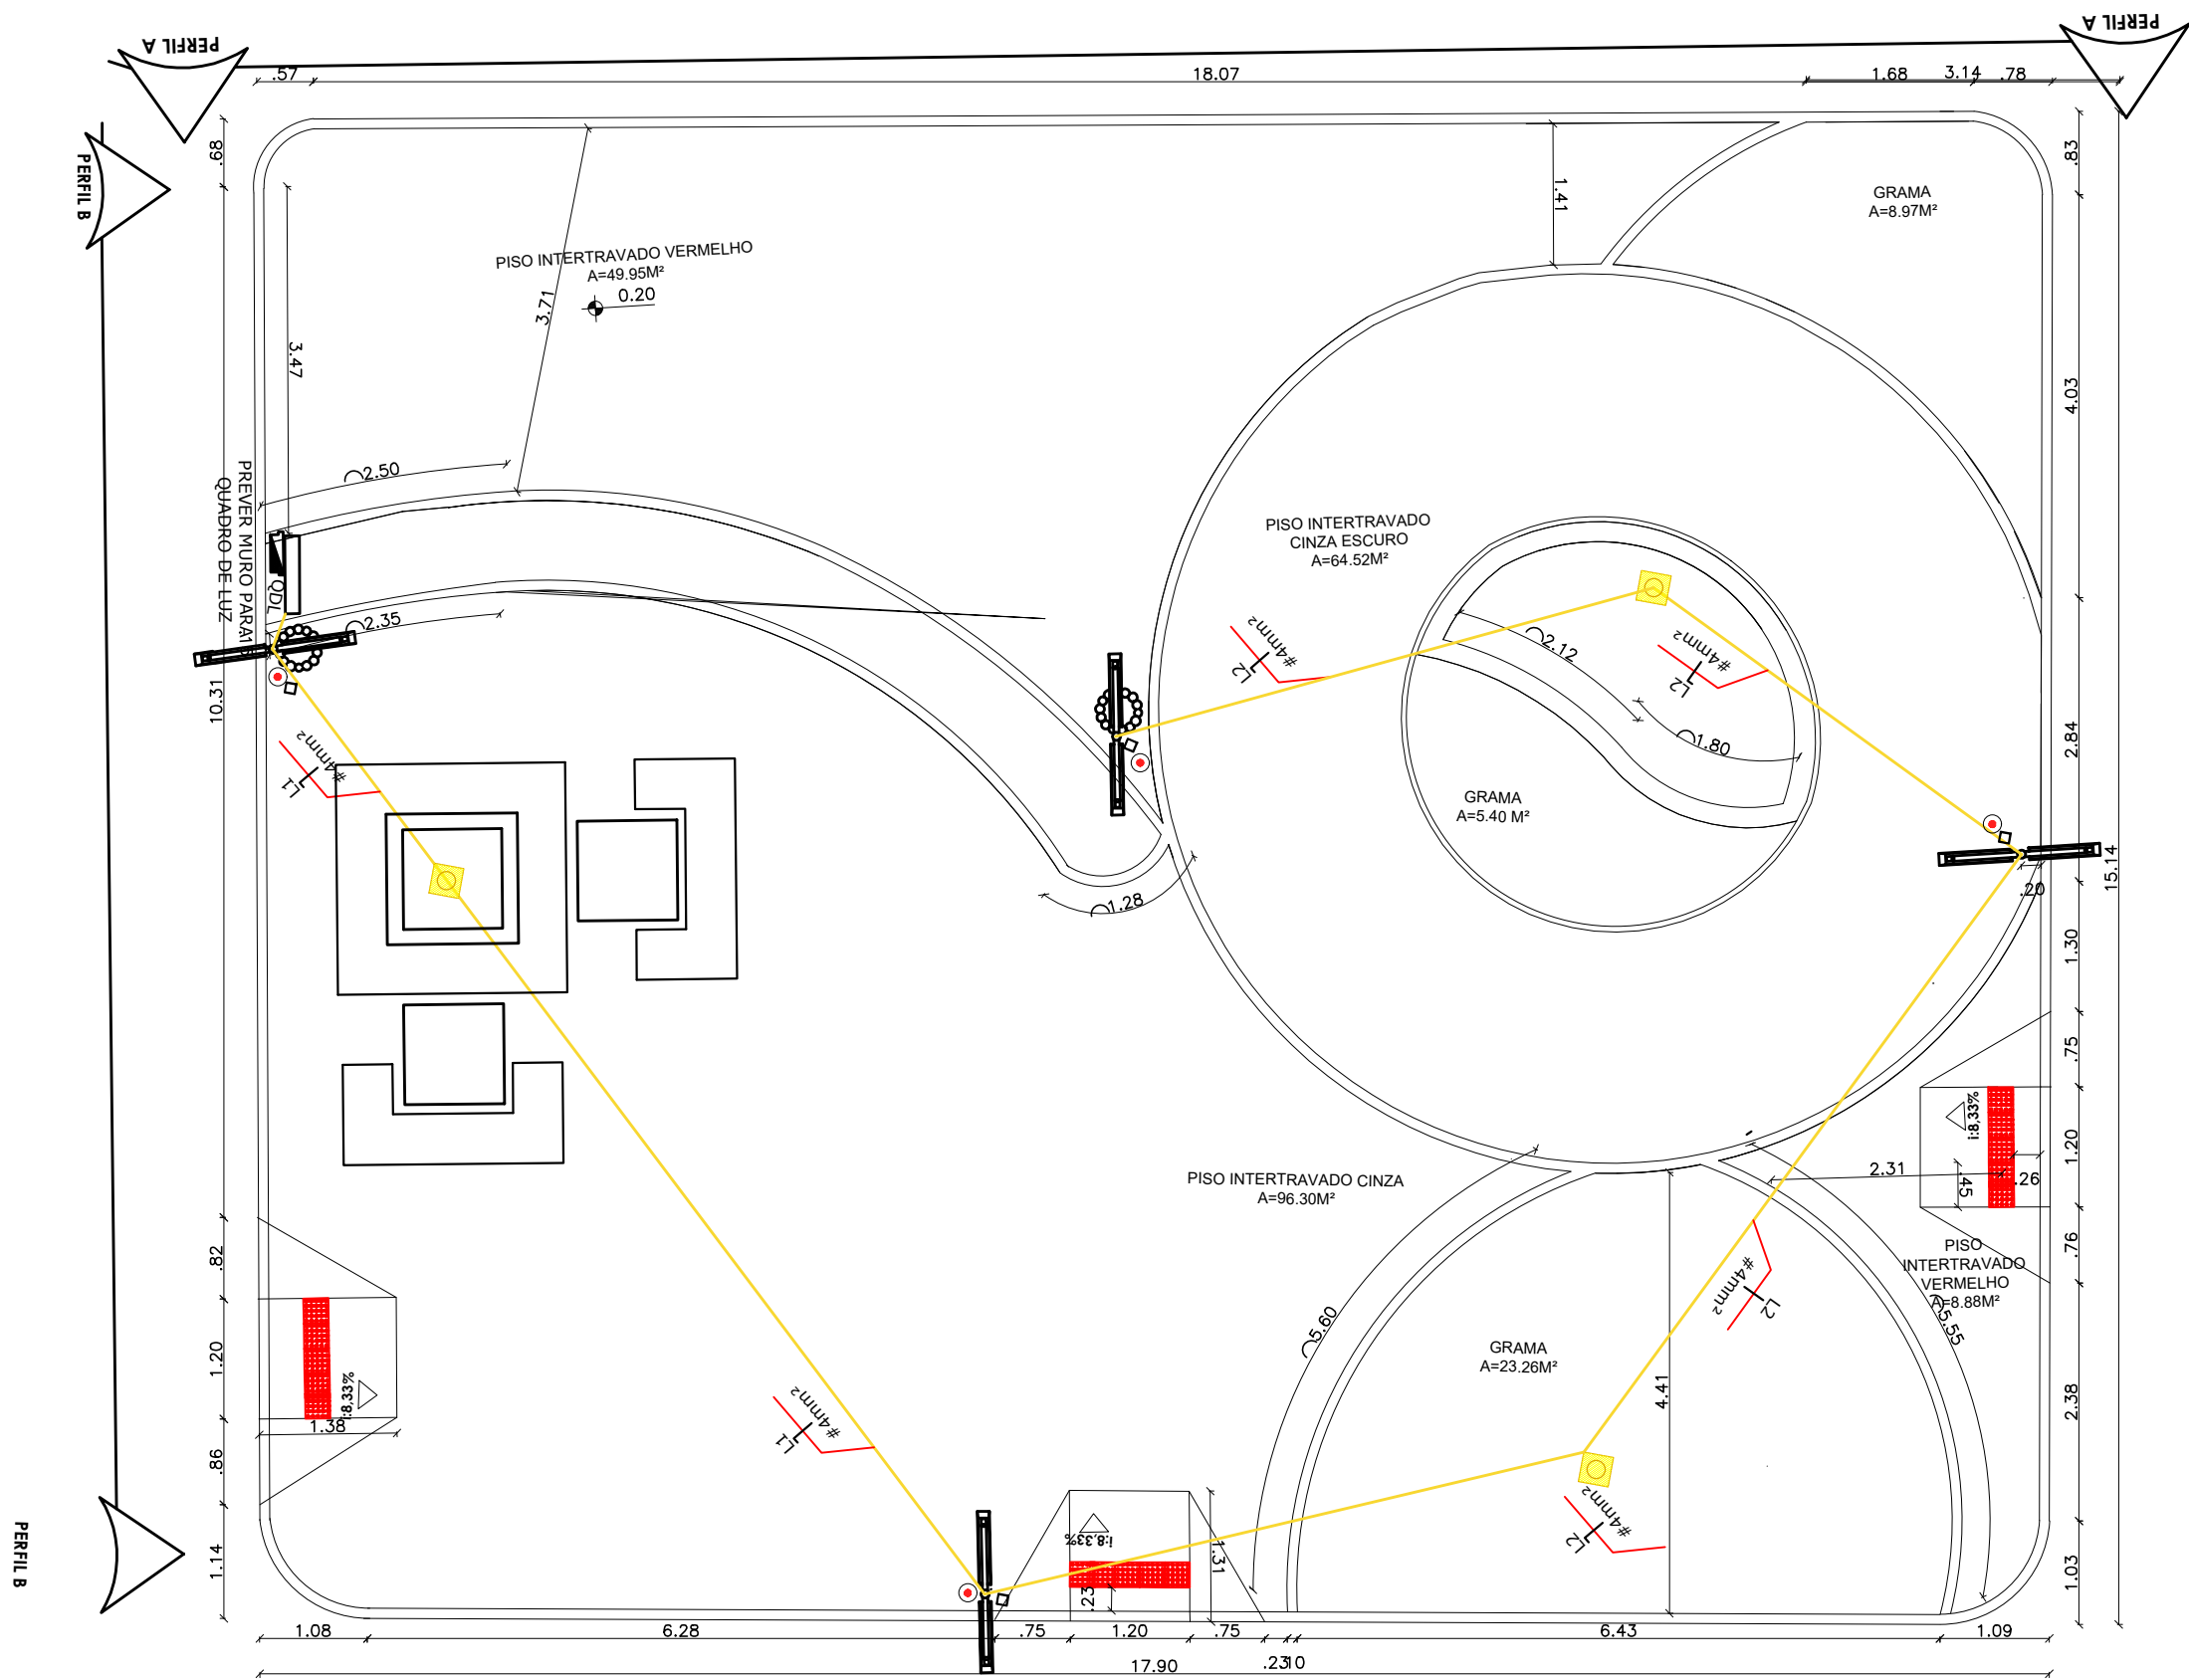 PERFIL A
PERFIL A
.57
18.07
1.68
3.14
.78
PERFIL B
.68
.83
1.41
GRAMA
A=8.97M²
PISO INTERTRAVADO VERMELHO
A=49.95M²
0.20
3.71
3.47
4.03
2.50
PREVER MURO PARA
QUADRO DE LUZ
QDL
2.35
10.31
PISO INTERTRAVADO
CINZA ESCURO
A=64.52M²
L2
#4mm²
2.12
L2
#4mm²
1.80
2.84
L1
#4mm²
GRAMA
A=5.40 M²
1.28
.20
15.14
1.30
.75
i:8,33%
1.20
2.31
.45
.26
PISO INTERTRAVADO CINZA
A=96.30M²
.76
PISO
INTERTRAVADO
VERMELHO
A=8.88M²
5.55
L2
#4mm²
.82
1.20
i:8,33%
1.38
.86
5.60
GRAMA
A=23.26M²
4.41
2.38
L1
#4mm²
L2
#4mm²
i:8,33%
1.31
.23
1.14
1.03
PERFIL B
1.08
6.28
.75
1.20
.75
6.43
1.09
.23
.10
17.90